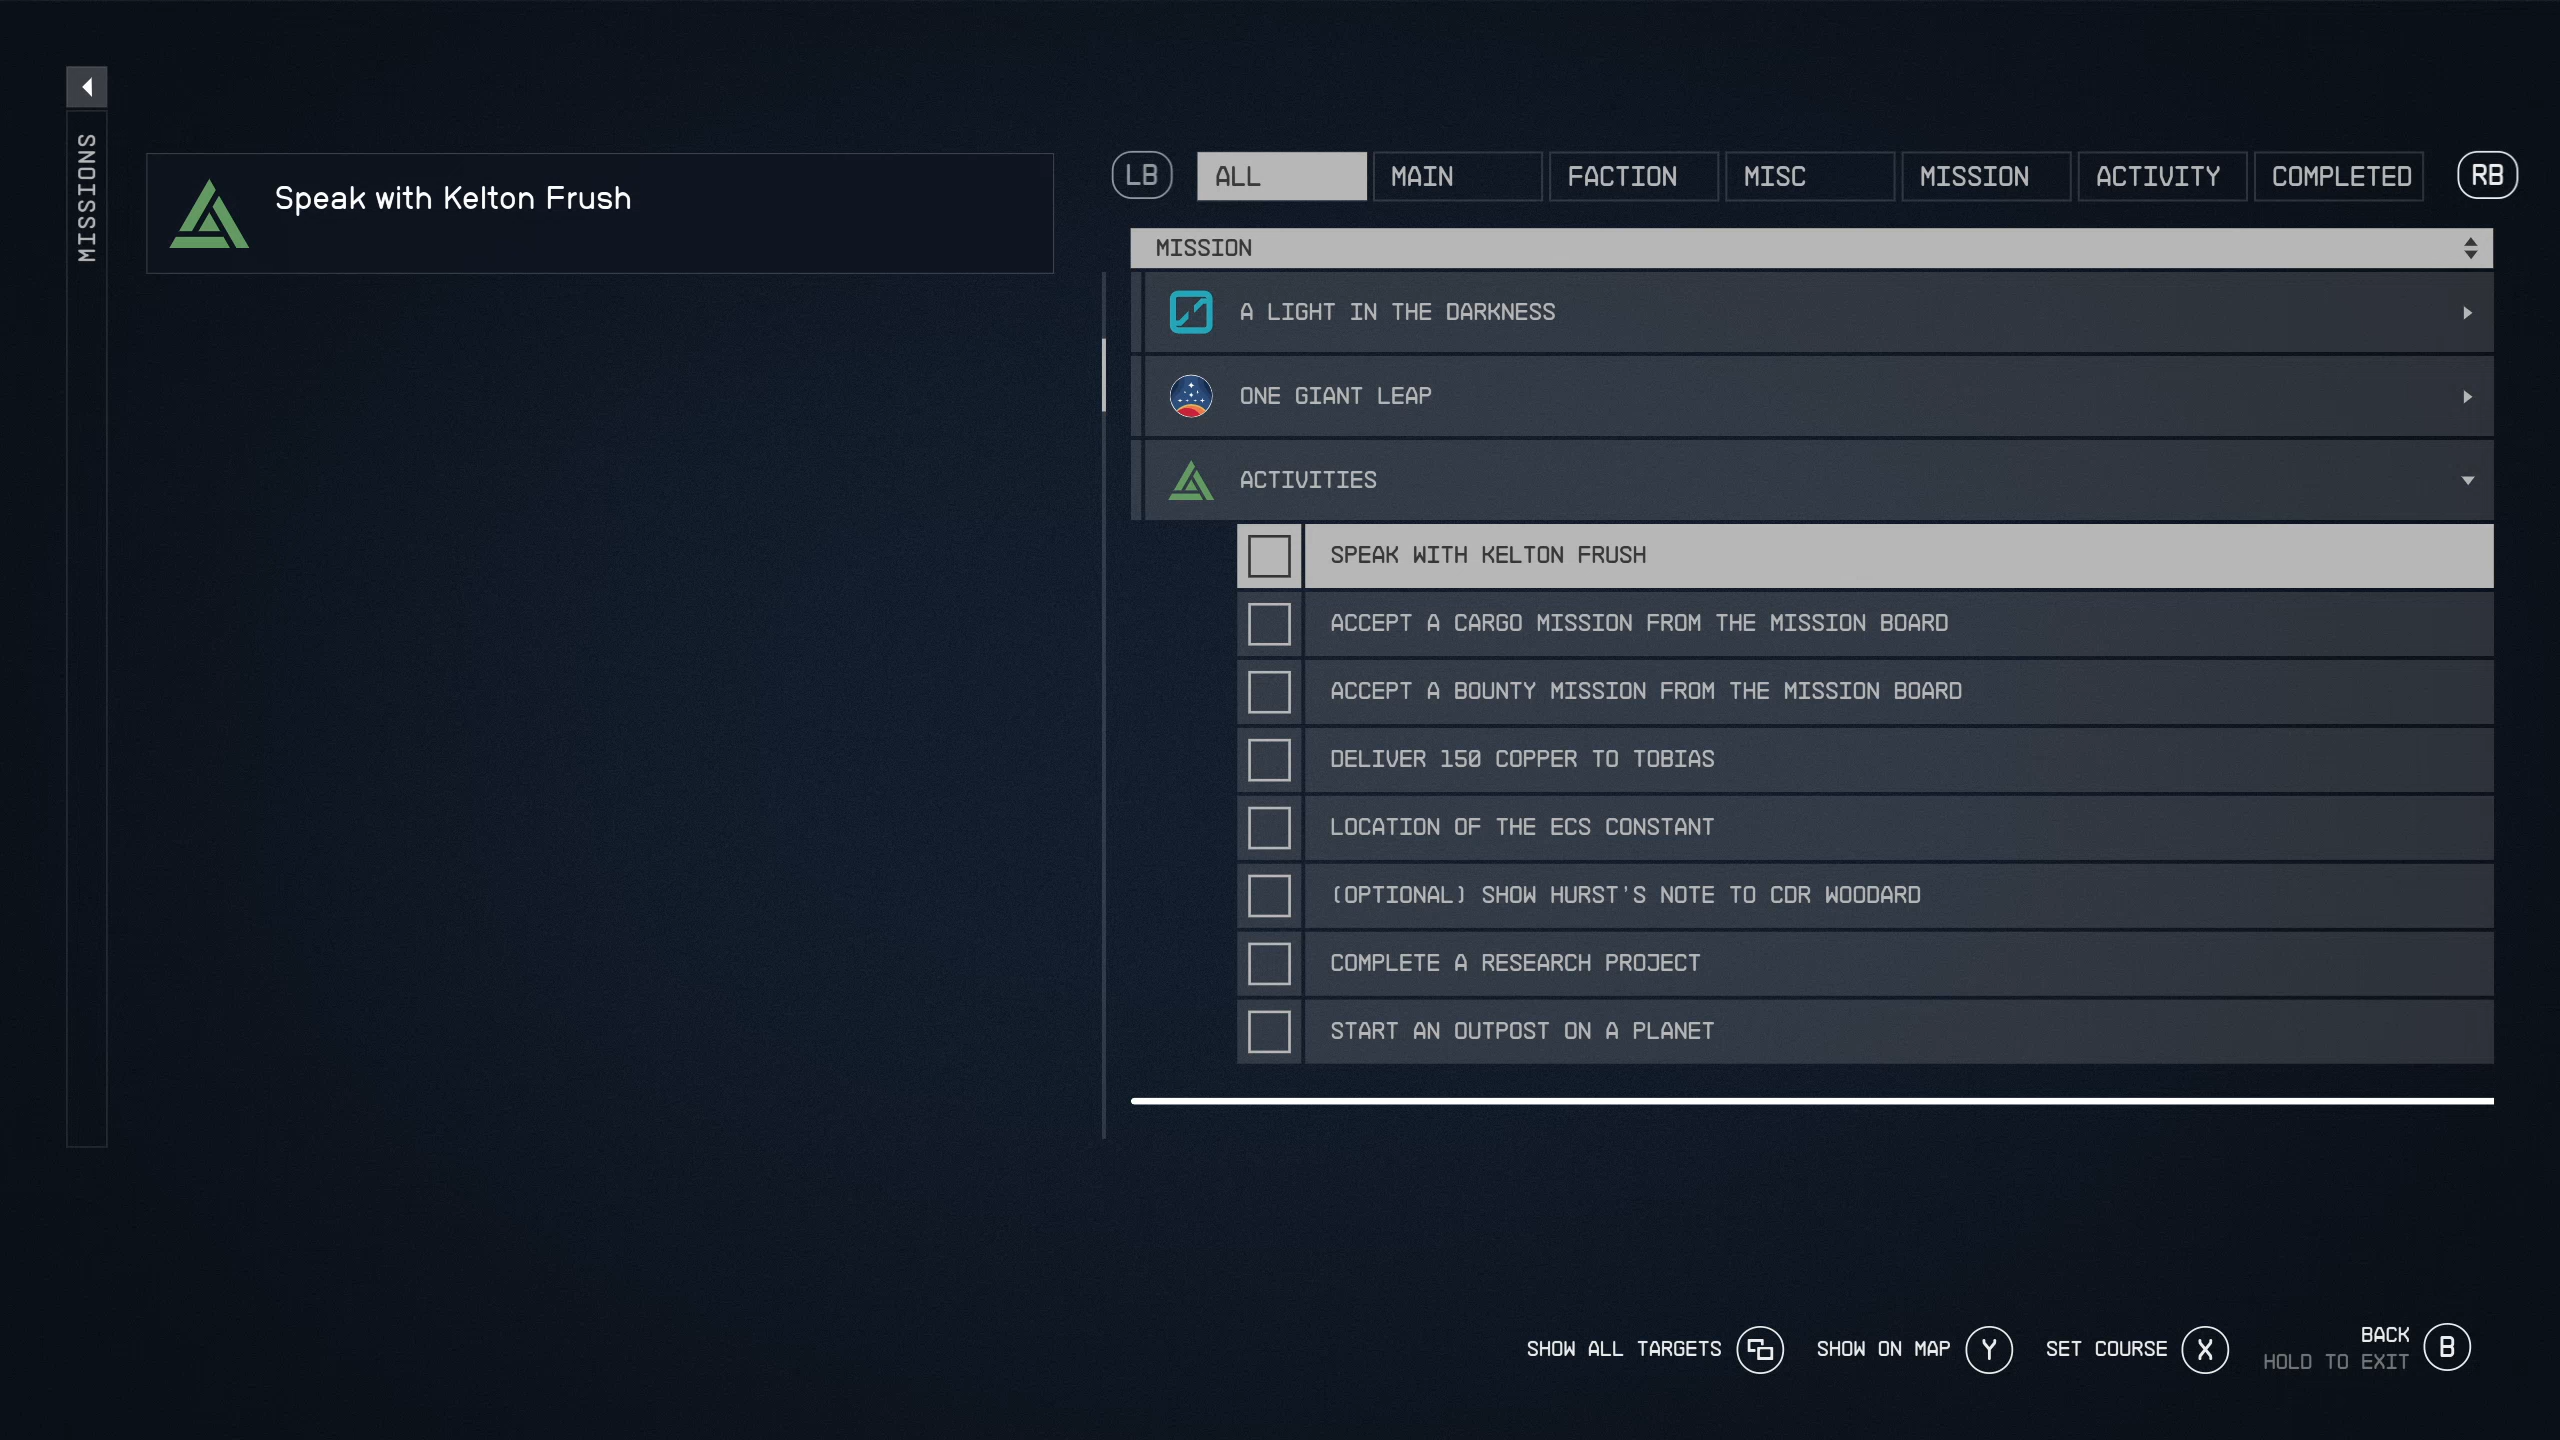 MISSIONS
Speak with Kelton Frush
LB
ALL
MAIN
FACTION
MISC
MISSION
ACTIVITY
COMPLETED
RB
MISSION
A LIGHT IN THE DARKNESS
ONE GIANT LEAP
ACTIVITIES
SPEAK WITH KELTON FRUSH
ACCEPT A CARGO MISSION FROM THE MISSION BOARD
ACCEPT A BOUNTY MISSION FROM THE MISSION BOARD
DELIVER 150 COPPER TO TOBIAS
LOCATION OF THE ECS CONSTANT
(OPTIONAL) SHOW HURST'S NOTE TO CDR WOODARD
COMPLETE A RESEARCH PROJECT
START AN OUTPOST ON A PLANET
SHOW ALL TARGETS
SHOW ON MAP Y
SET COURSE X
BACK B
HOLD TO EXIT